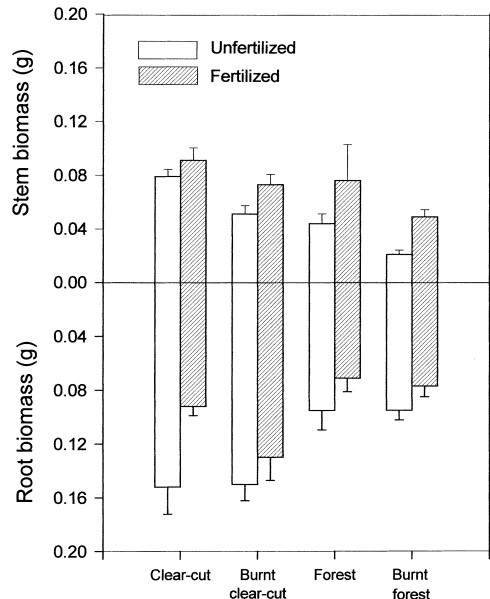 0.20
0.16
0.12
0.08
0.04
0.00
0.04
0.08
0.12
0.16
0.20
Stem biomass (g)
Root biomass (g)
Unfertilized
Fertilized
Clear-cut
Burnt
clear-cut
Forest
Burnt
forest